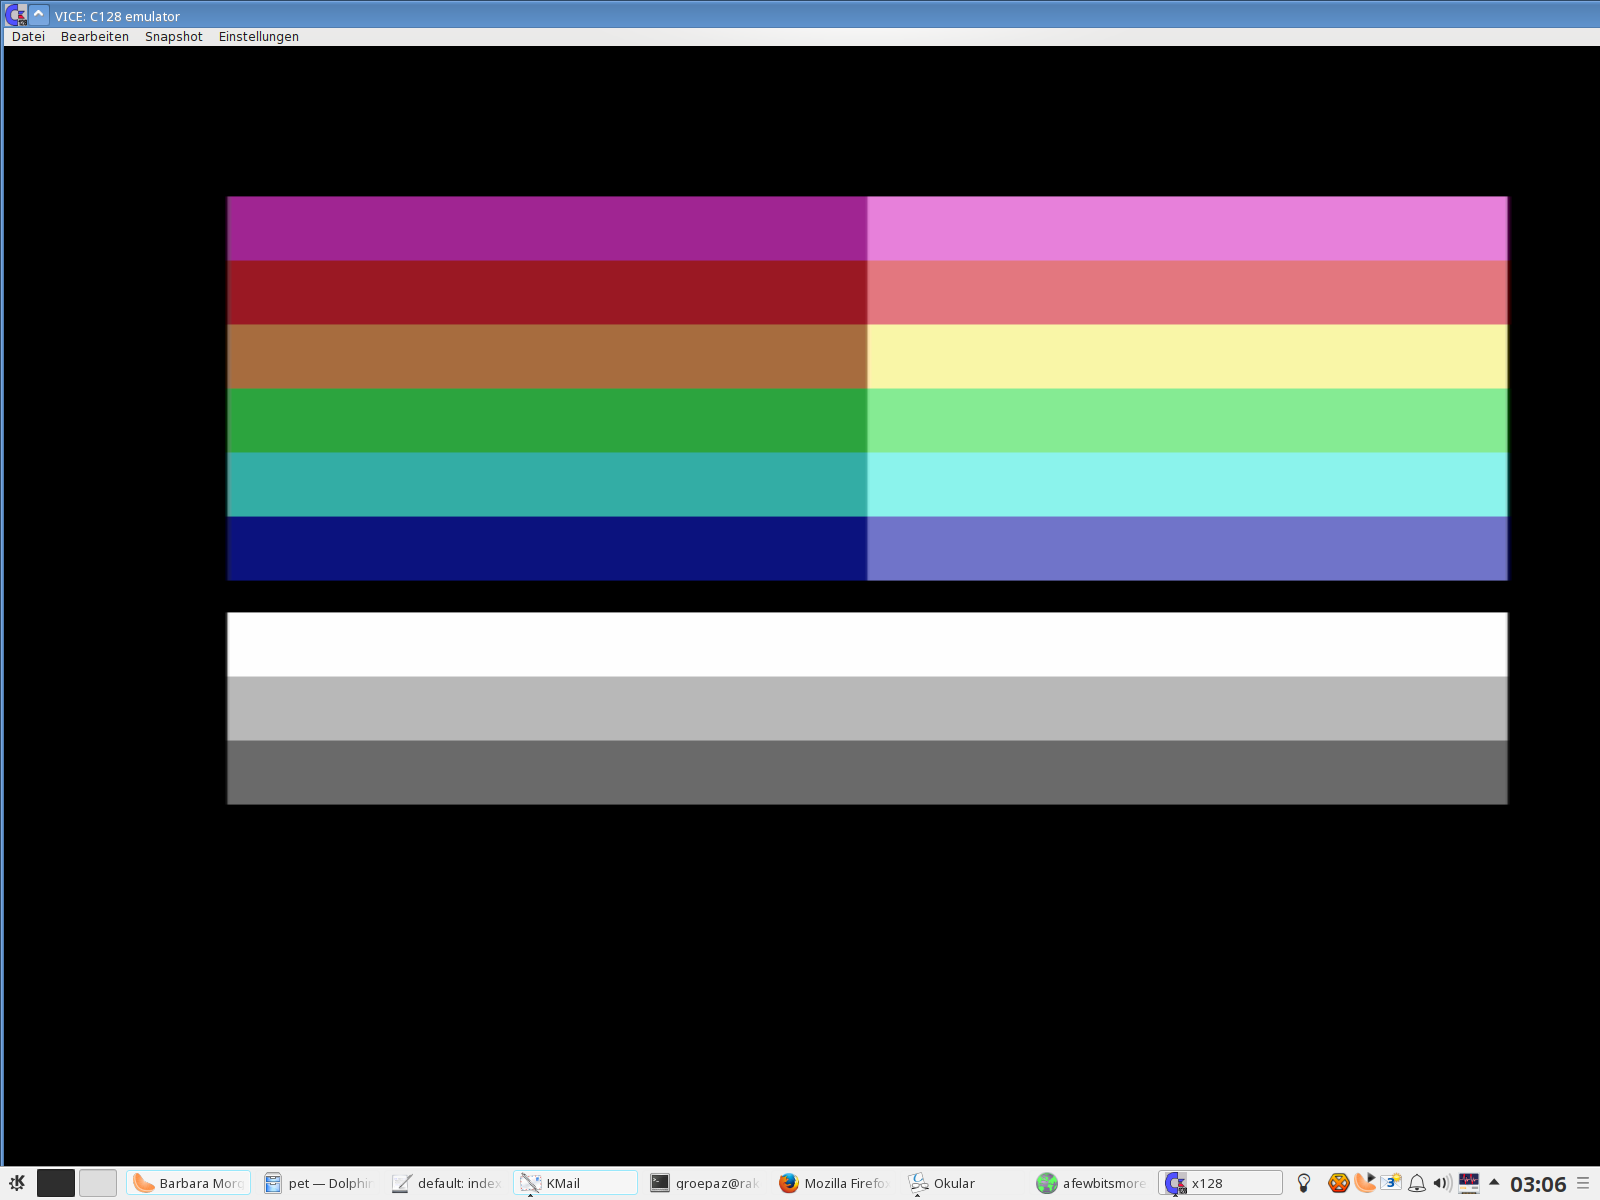 VICE: C128 emulator
Datei Bearbeiten Snapshot Einstellungen
Barbara Morg pet — Dolphin default: index KMail groepaz@rak Mozilla Firefo Okular afewbitsmore x128 03:06